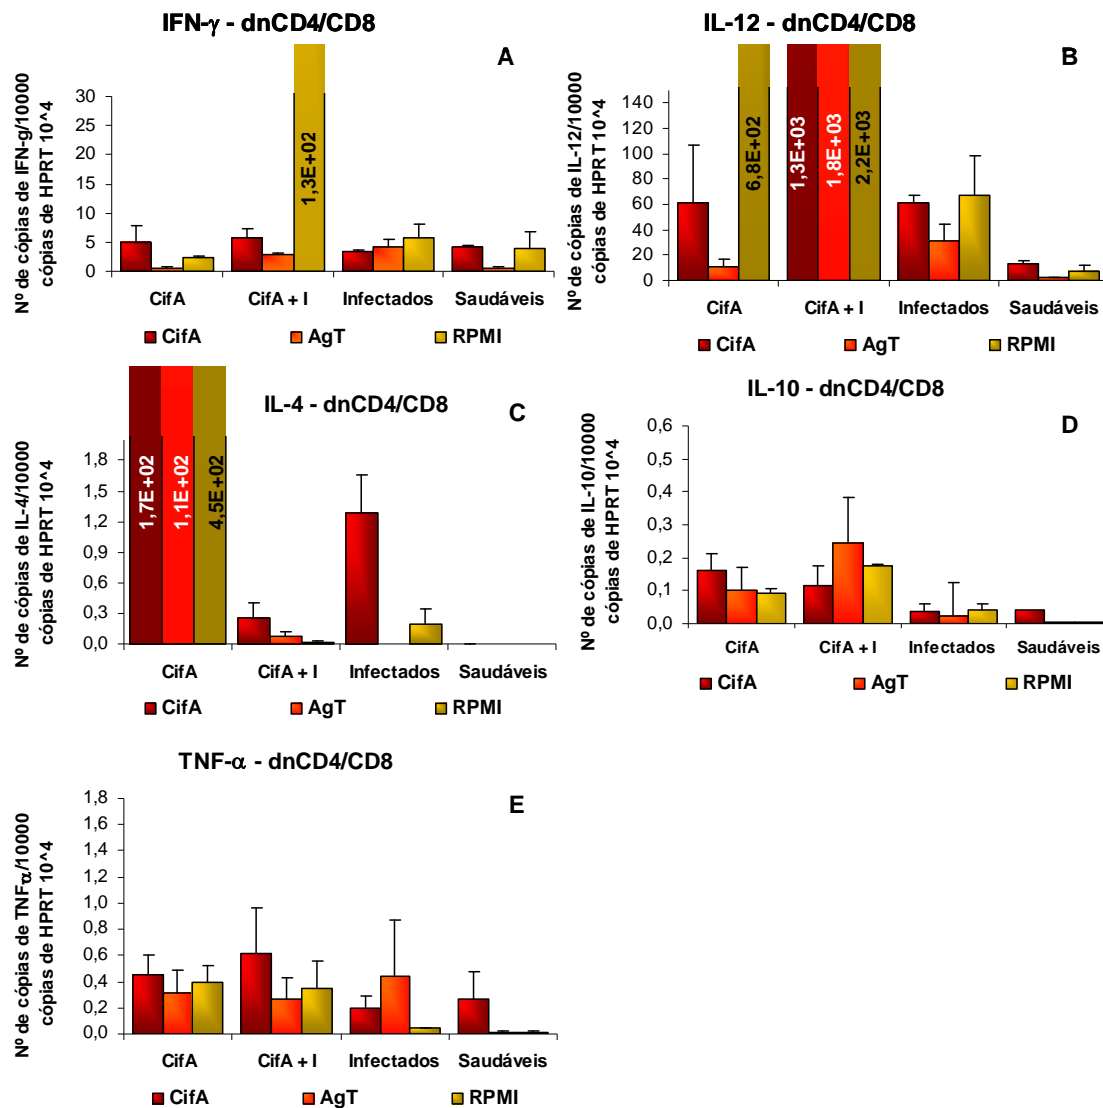 IFN-γ - dnCD4/CD8
A
Nº de cópias de IFN-g/10000
cópias de HPRT 10^4
30
25
20
15
10
5
0
1,3E+02
CifA
CifA + I
Infectados
Saudáveis
CifA
AgT
RPMI
IL-12 - dnCD4/CD8
B
Nº de cópias de IL-12/10000
cópias de HPRT 10^4
140
120
100
80
60
40
20
0
6,8E+02
1,3E+03
1,8E+03
2,2E+03
CifA
CifA + I
Infectados
Saudáveis
CifA
AgT
RPMI
IL-4 - dnCD4/CD8
C
Nº de cópias de IL-4/10000
cópias de HPRT 10^4
1,8
1,5
1,2
0,9
0,6
0,3
0,0
1,7E+02
1,1E+02
4,5E+02
CifA
CifA + I
Infectados
Saudáveis
CifA
AgT
RPMI
IL-10 - dnCD4/CD8
D
Nº de cópias de IL-10/10000
cópias de HPRT 10^4
0,6
0,5
0,4
0,3
0,2
0,1
0,0
CifA
CifA + I
Infectados
Saudáveis
CifA
AgT
RPMI
TNF-α - dnCD4/CD8
E
Nº de cópias de TNFα/10000
cópias de HPRT 10^4
1,8
1,6
1,4
1,2
1,0
0,8
0,6
0,4
0,2
0,0
CifA
CifA + I
Infectados
Saudáveis
CifA
AgT
RPMI